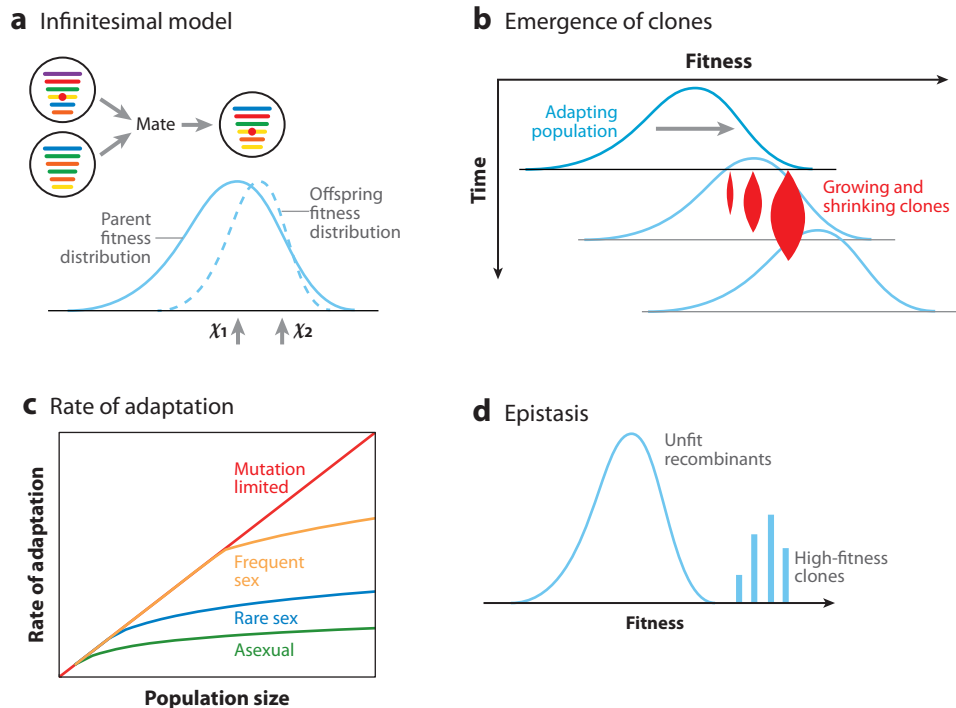 a Infinitesimal model
Mate
Parent
fitness
distribution
Offspring
fitness
distribution
χ1
χ2
b Emergence of clones
Fitness
Time
Adapting
population
Growing and
shrinking clones
c Rate of adaptation
Rate of adaptation
Mutation
limited
Frequent
sex
Rare sex
Asexual
Population size
d Epistasis
Unfit
recombinants
High-fitness
clones
Fitness